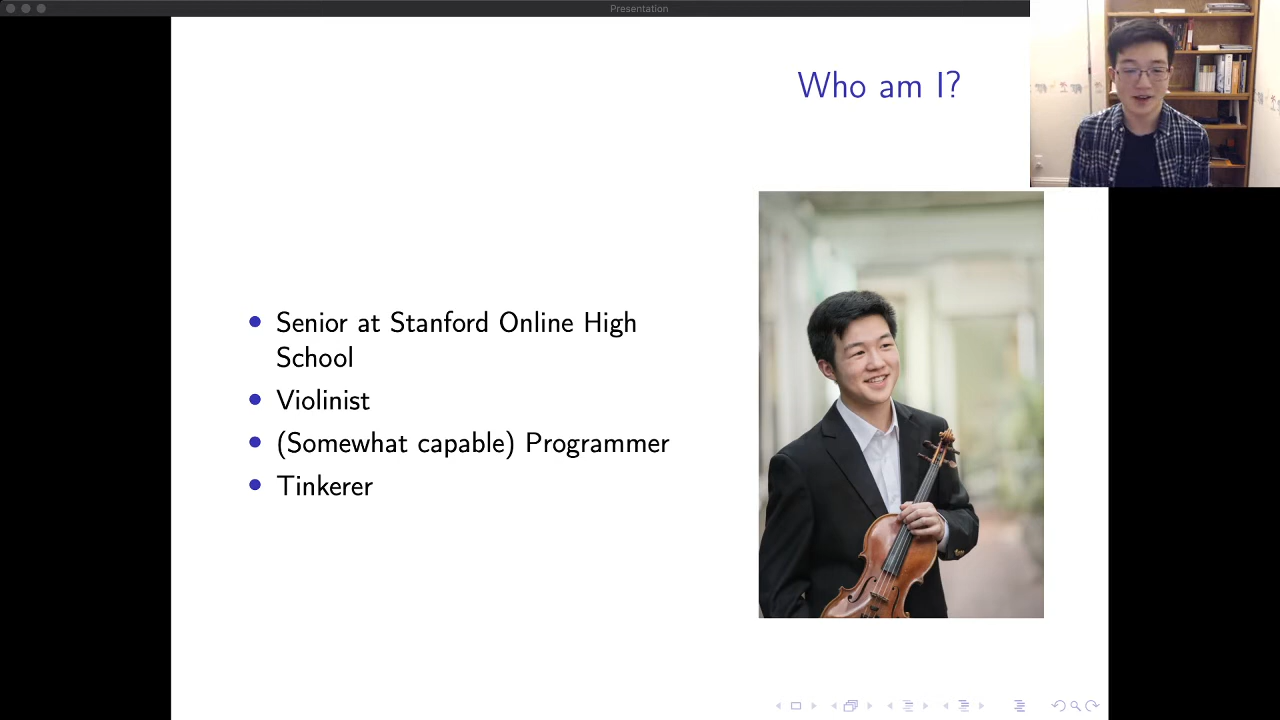 Presentation
Who am I?
Senior at Stanford Online High
School
Violinist
(Somewhat capable) Programmer
Tinkerer